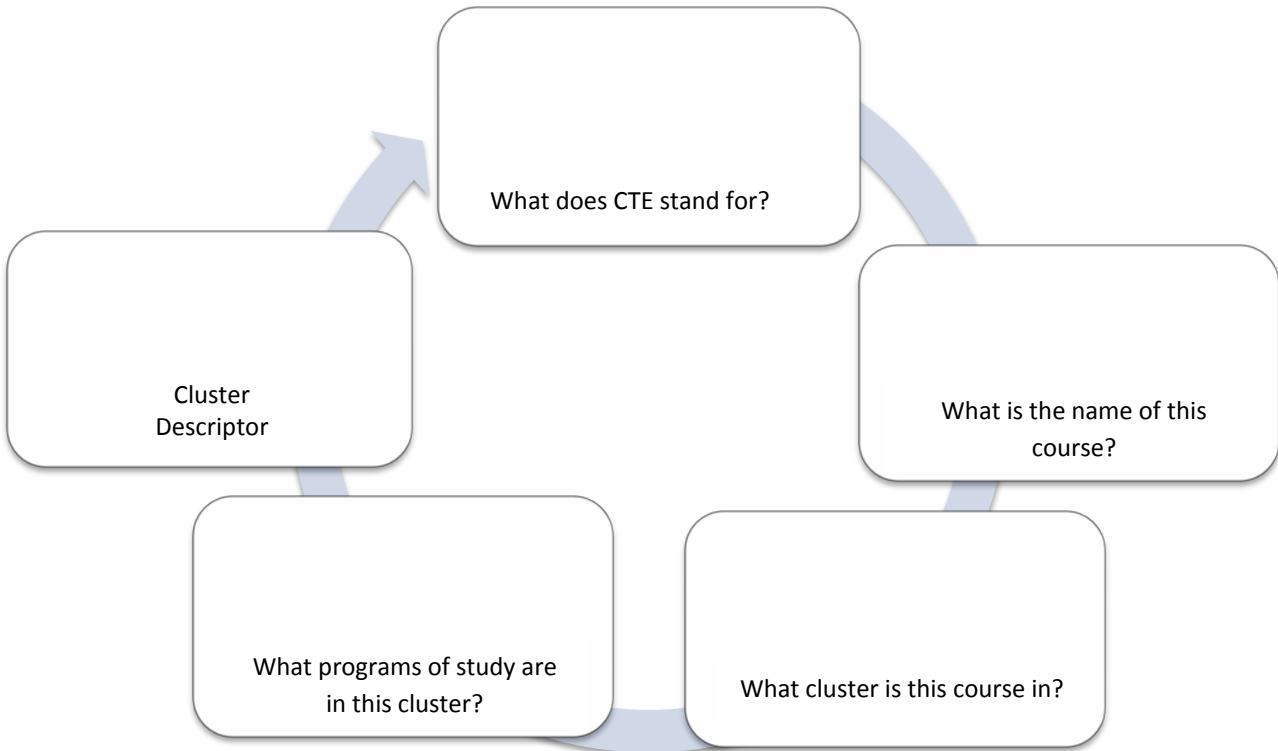 What does CTE stand for?
What is the name of this
course?
What cluster is this course in?
What programs of study are
in this cluster?
Cluster
Descriptor